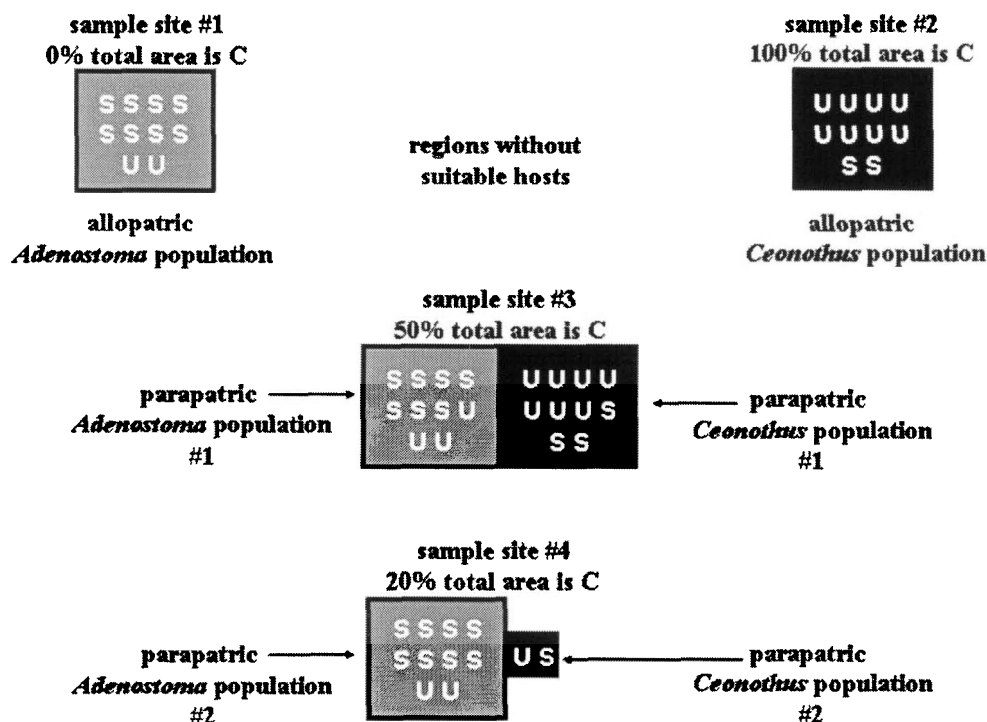 sample site #1
0% total area is C
S S S S
S S S S
U U
allopatric
Adenostoma population
regions without
suitable hosts
sample site #2
100% total area is C
U U U U
U U U U
S S
allopatric
Ceonothus population
sample site #3
50% total area is C
parapatric
Adenostoma population
#1
S S S S
S S S U
U U
U U U U
U U U S
S S
parapatric
Ceonothus population
#1
sample site #4
20% total area is C
parapatric
Adenostoma population
#2
S S S S
S S S S
U U
U S
parapatric
Ceonothus population
#2